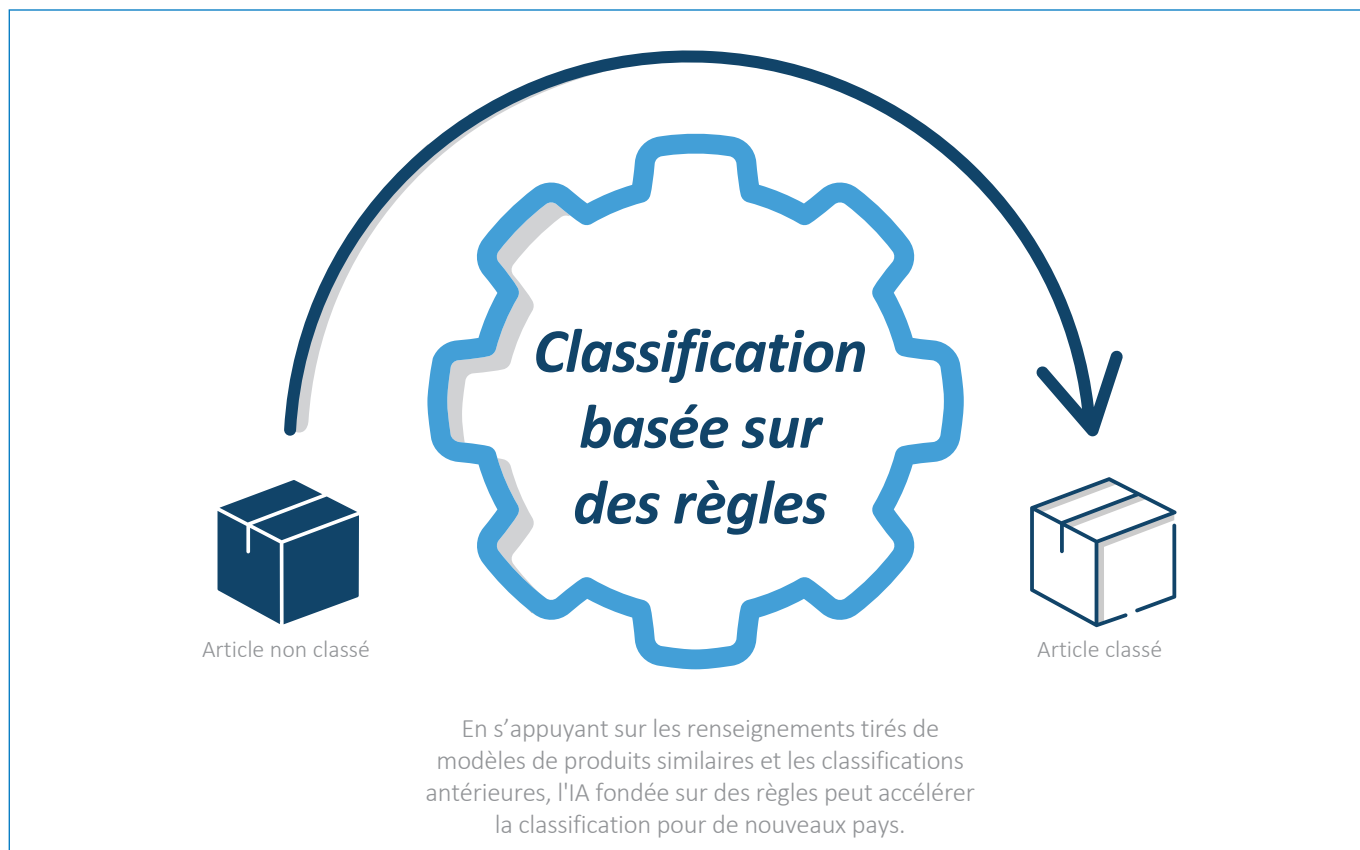 Classification
basée sur
des règles
Article non classé
Article classé
En s’appuyant sur les renseignements tirés de
modèles de produits similaires et les classifications
antérieures, l'IA fondée sur des règles peut accélérer
la classification pour de nouveaux pays.